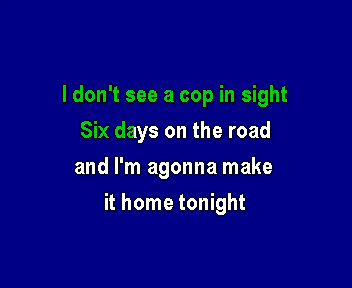 I don't see a cop in sight
Six days on the road
and I'm agonna make
it home tonight